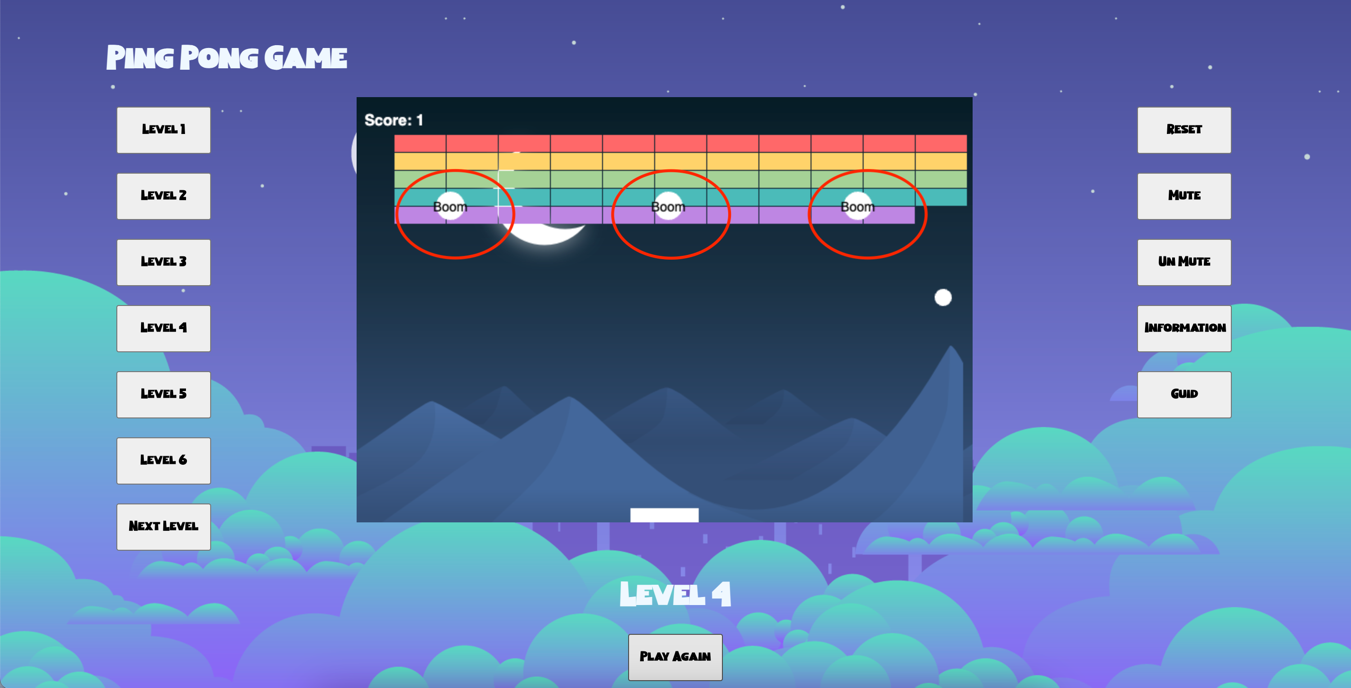 Ping Pong Game
Level 1
Level 2
Level 3
Level 4
Level 5
Level 6
Next Level
Score: 1
Boom
Boom
Boom
Reset
Mute
Un Mute
Information
Guid
Level 4
Play Again